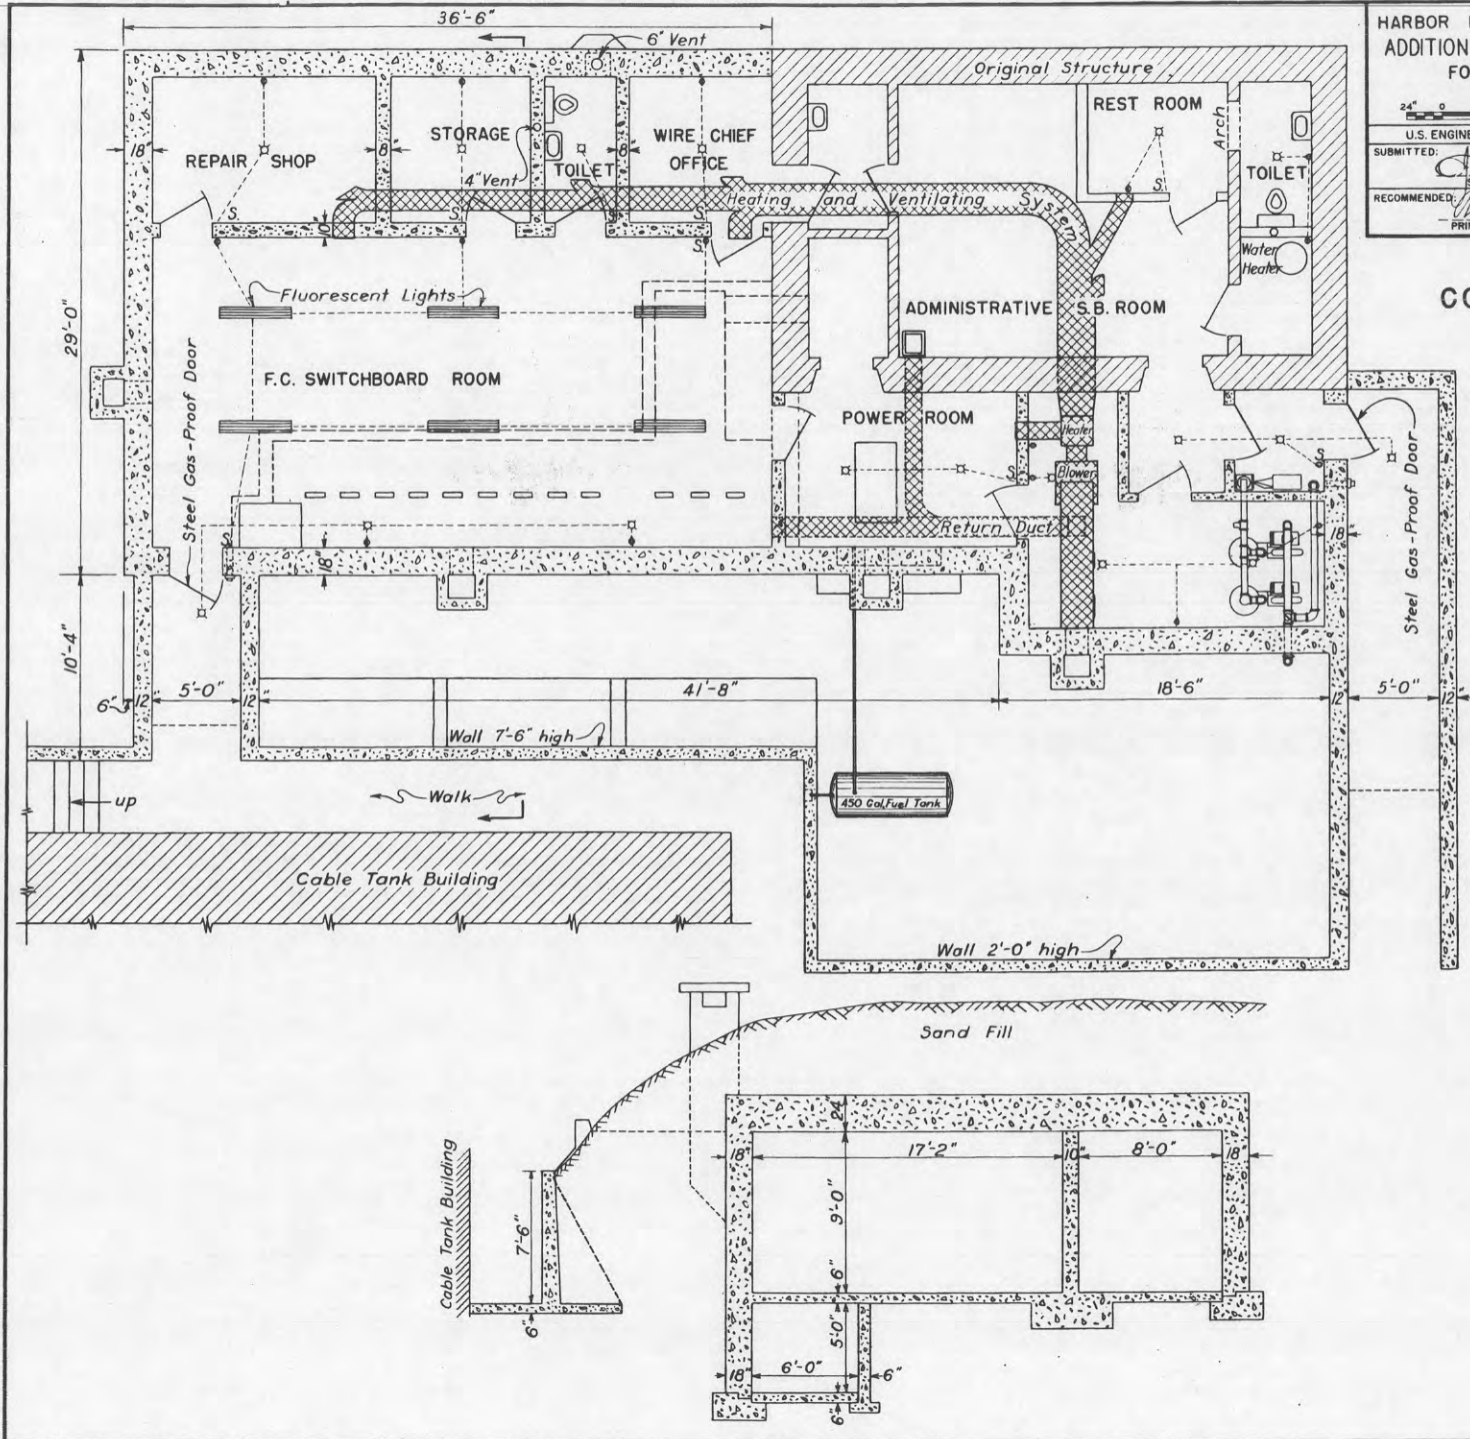 36'-6"
6" Vent
HARBOR
ADDITION
FO
24" 0
U.S. ENGINE
SUBMITTED:
RECOMMENDED:
PRI
CO
Original Structure
REST ROOM
Arch
TOILET
Water
Heater
18"
REPAIR SHOP
8"
STORAGE
4" Vent
TOILET
8"
WIRE CHIEF
OFFICE
S.
10"
S.
S.
S.
S.
S.
Heating and Ventilating System
29'-0"
Fluorescent Lights
ADMINISTRATIVE S.B. ROOM
Steel Gas-Proof Door
F.C. SWITCHBOARD ROOM
POWER ROOM
Heater
Blower
S.
S.
Return Duct
S.
18"
18"
Steel Gas-Proof Door
10'-4"
6"
12"
5'-0"
12"
41'-8"
18'-6"
12"
5'-0"
12"
Wall 7'-6" high
up
Walk
450 Gal. Fuel Tank
Cable Tank Building
Wall 2'-0" high
Sand Fill
Cable Tank Building
7'-6"
6"
24"
18"
17'-2"
10"
8'-0"
18"
9'-0"
6"
5'-0"
18"
6'-0"
6"
6"